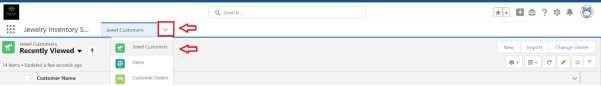 Search...
Jewelry Inventory S...
Jewel Customers
Jewel Customers
Recently Viewed
New
Import
Change Owner
14 items • Updated a few seconds ago
Customer Name
Jewel Customers
Items
Customer Orders